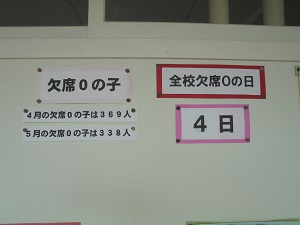 欠席０の子
４月の欠席０の子は３６９人
５月の欠席０の子は３３８人
全校欠席０の日
４日